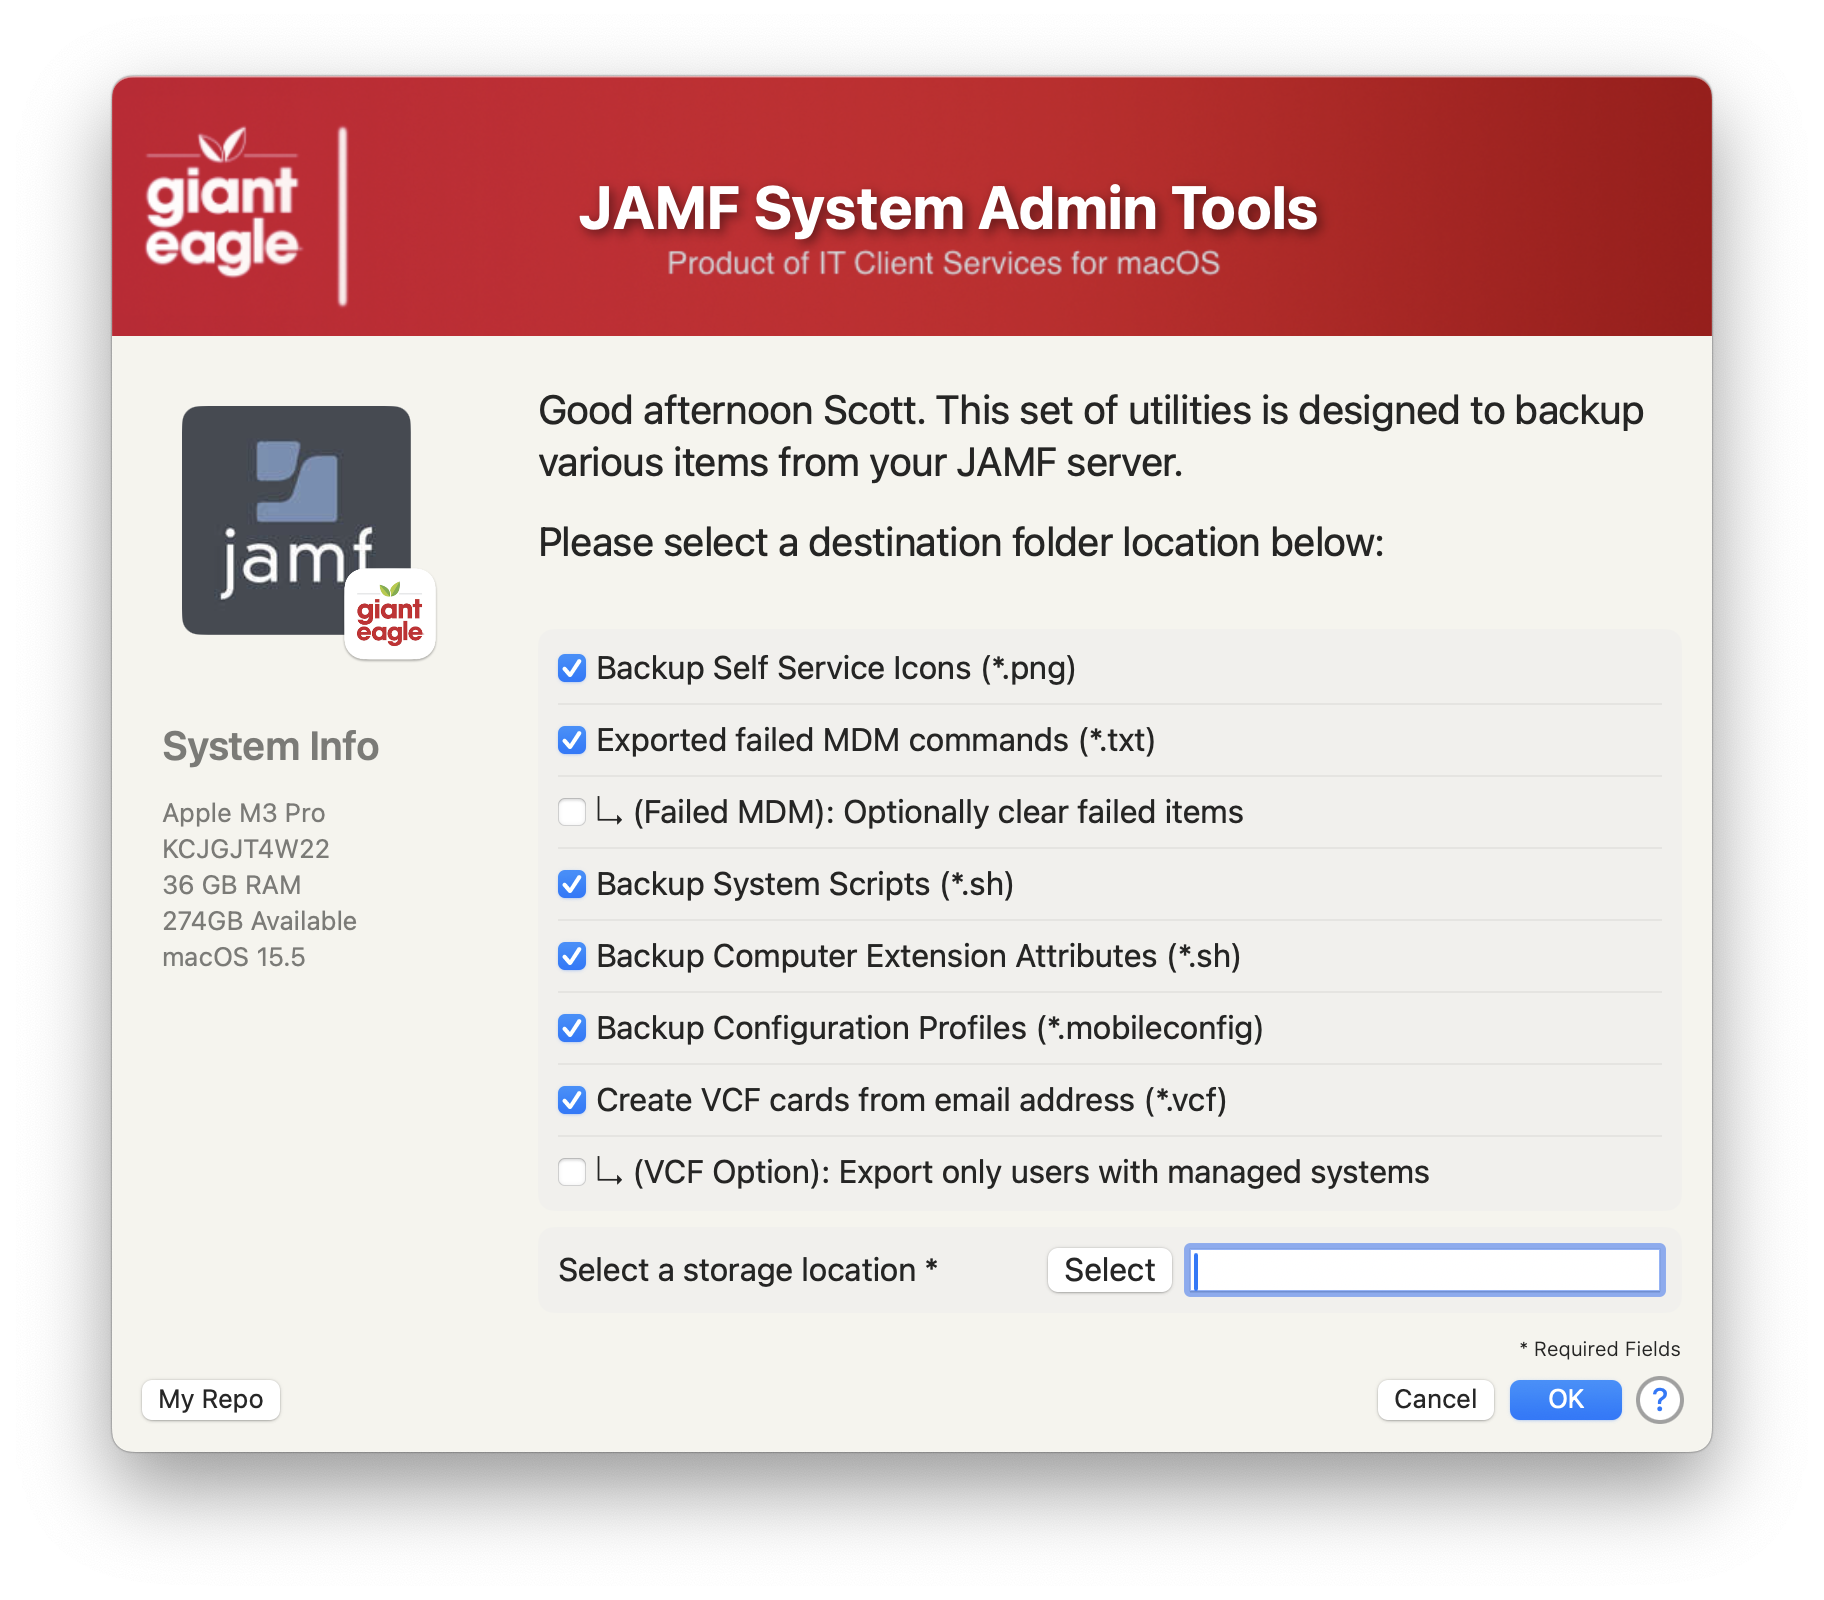 giant
eagle
JAMF System Admin Tools
Product of IT Client Services for macOS
jamf
giant
eagle
System Info
Apple M3 Pro
KCJGJT4W22
36 GB RAM
274GB Available
macOS 15.5
Good afternoon Scott. This set of utilities is designed to backup
various items from your JAMF server.
Please select a destination folder location below:
Backup Self Service Icons (*.png)
Exported failed MDM commands (*.txt)
(Failed MDM): Optionally clear failed items
Backup System Scripts (*.sh)
Backup Computer Extension Attributes (*.sh)
Backup Configuration Profiles (*.mobileconfig)
Create VCF cards from email address (*.vcf)
(VCF Option): Export only users with managed systems
Select a storage location *
Select
* Required Fields
My Repo
Cancel
OK
?